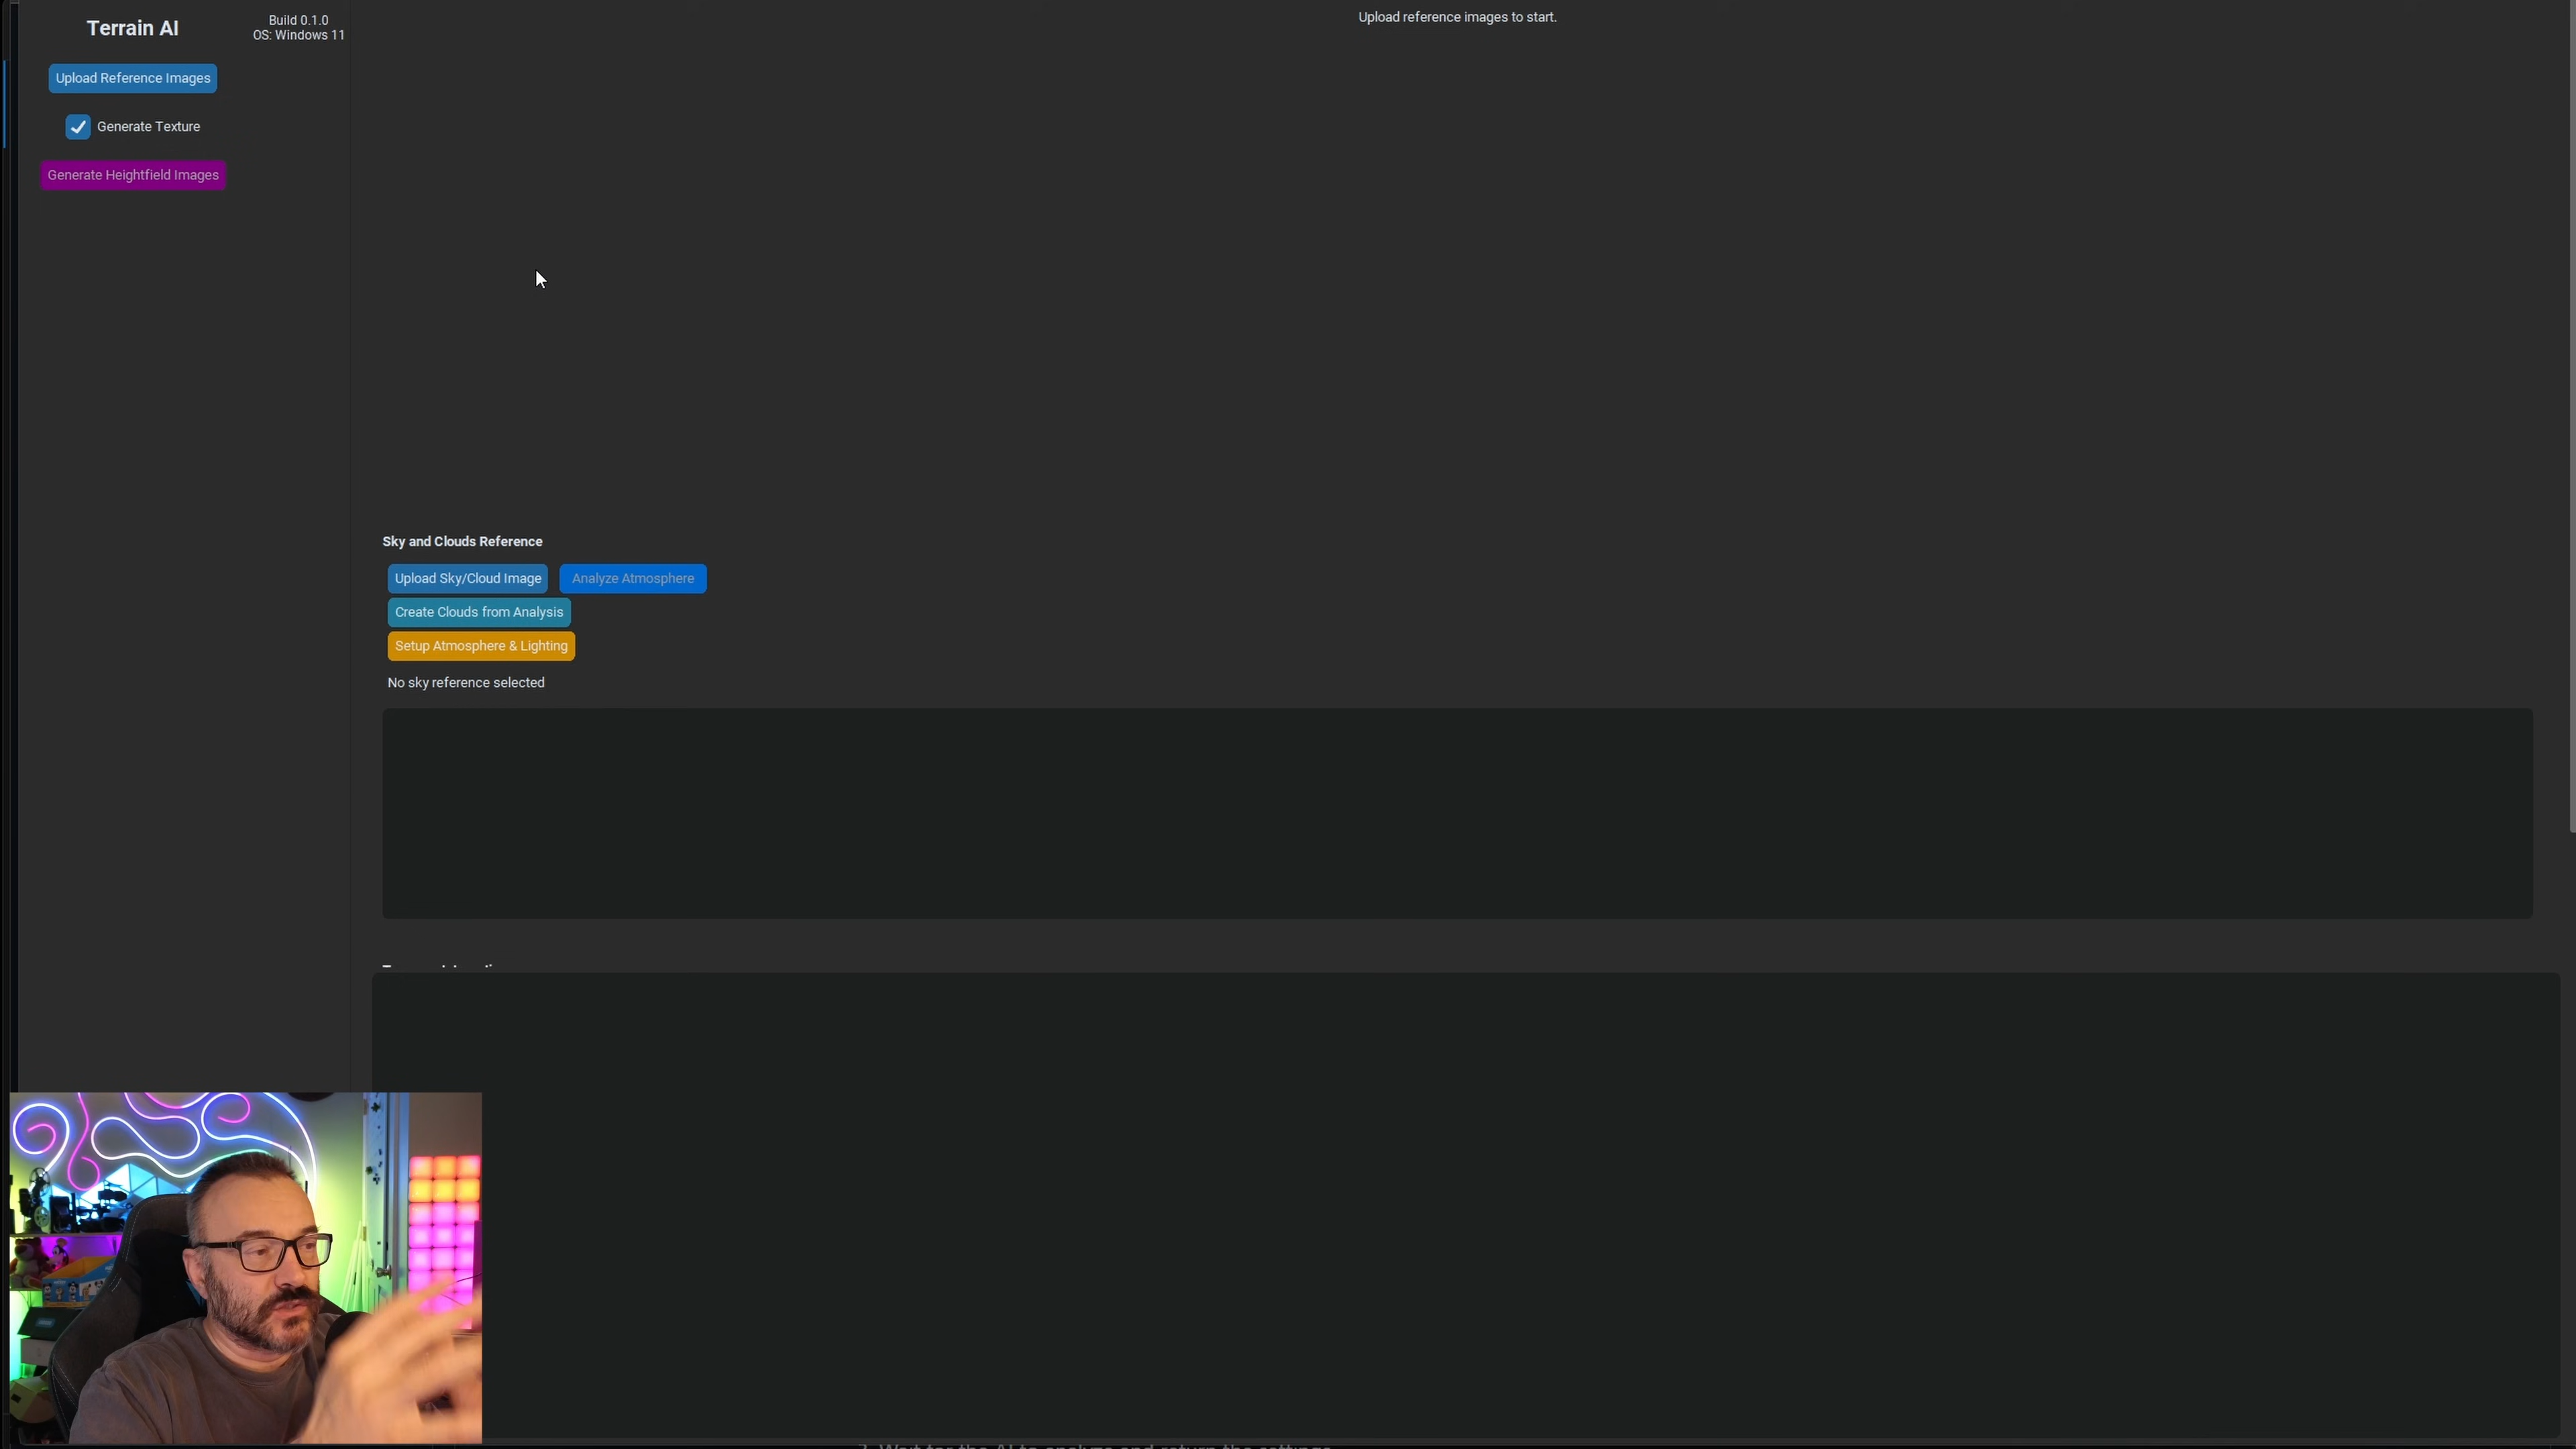 Terrain AI
Build 0.1.0
OS: Windows 11
Upload reference images to start.
Upload Reference Images
Generate Texture
Generate Heightfield Images
Sky and Clouds Reference
Upload Sky/Cloud Image
Analyze Atmosphere
Create Clouds from Analysis
Setup Atmosphere & Lighting
No sky reference selected